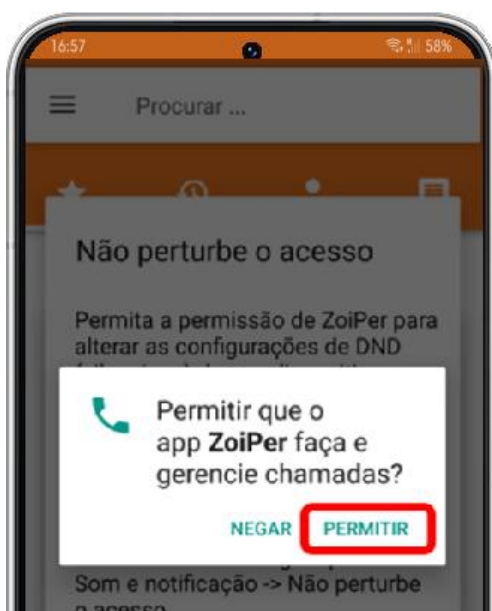 16:57
58%
Procurar ...
Não perturbe o acesso
Permita a permissão de ZoiPer para
alterar as configurações de DND
Permitir que o
app ZoiPer faça e
gerencie chamadas?
NEGAR PERMITIR
Som e notificação -> Não perturbe
o acesso